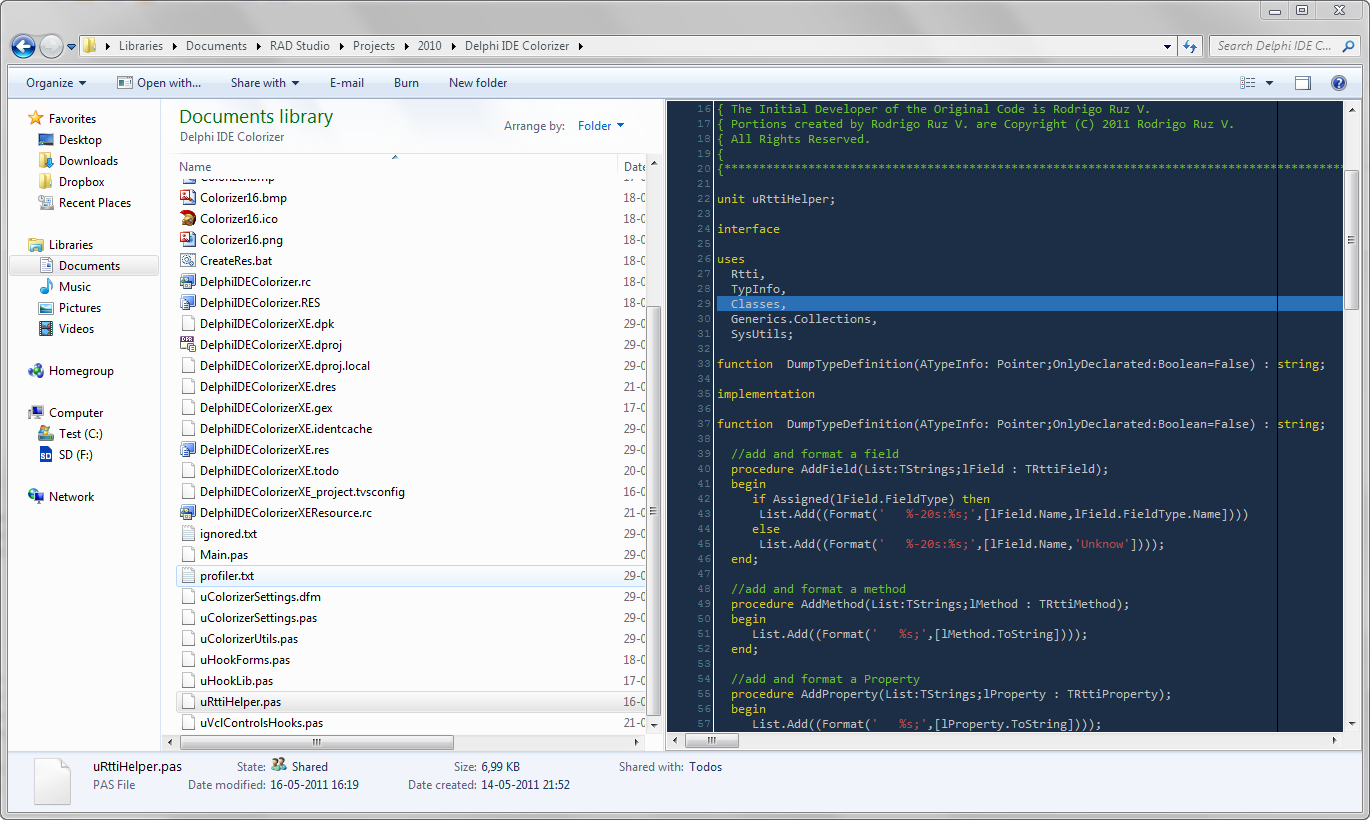 Libraries Documents RAD Studio Projects 2010 Delphi IDE Colorizer
Search Delphi IDE C...
Organize Open with... Share with E-mail Burn New folder
Favorites
Desktop
Downloads
Dropbox
Recent Places
Libraries
Documents
Music
Pictures
Videos
Homegroup
Computer
Test (C:)
SD (F:)
Network
Documents library
Delphi IDE Colorizer
Arrange by: Folder
Name Date
Colorizer16.bmp 18-0
Colorizer16.ico 18-0
Colorizer16.png 18-0
CreateRes.bat 18-0
DelphiIDEColorizer.rc 18-0
DelphiIDEColorizer.RES 18-0
DelphiIDEColorizerXE.dpk 29-0
DelphiIDEColorizerXE.dproj 29-0
DelphiIDEColorizerXE.dproj.local 29-0
DelphiIDEColorizerXE.dres 21-0
DelphiIDEColorizerXE.gex 17-0
DelphiIDEColorizerXE.identcache 29-0
DelphiIDEColorizerXE.res 29-0
DelphiIDEColorizerXE.todo 20-0
DelphiIDEColorizerXE_project.tvsconfig 16-0
DelphiIDEColorizerXEResource.rc 21-0
ignored.txt 29-0
Main.pas 29-0
profiler.txt 29-0
uColorizerSettings.dfm 29-0
uColorizerSettings.pas 29-0
uColorizerUtils.pas 29-0
uHookForms.pas 18-0
uHookLib.pas 17-0
uRttiHelper.pas 16-0
uVclControlsHooks.pas 21-0
16 { The Initial Developer of the Original Code is Rodrigo Ruz V.
17 { Portions created by Rodrigo Ruz V. are Copyright (C) 2011 Rodrigo Ruz V.
18 { All Rights Reserved.
19 {
20 {******************************************************************************************
21
22 unit uRttiHelper;
23
24 interface
25
26 uses
27 Rtti,
28 TypInfo,
29 Classes,
30 Generics.Collections,
31 SysUtils;
32
33 function DumpTypeDefinition(ATypeInfo: Pointer;OnlyDeclarated:Boolean=False) : string;
34
35 implementation
36
37 function DumpTypeDefinition(ATypeInfo: Pointer;OnlyDeclarated:Boolean=False) : string;
38
39 //add and format a field
40 procedure AddField(List:TStrings;lField : TRttiField);
41 begin
42 if Assigned(lField.FieldType) then
43 List.Add((Format('   %-20s:%s;',[lField.Name,lField.FieldType.Name])))
44 else
45 List.Add((Format('   %-20s:%s;',[lField.Name,'Unknow'])));
46 end;
47
48 //add and format a method
49 procedure AddMethod(List:TStrings;lMethod : TRttiMethod);
50 begin
51 List.Add((Format('   %s;',[lMethod.ToString])));
52 end;
53
54 //add and format a Property
55 procedure AddProperty(List:TStrings;lProperty : TRttiProperty);
56 begin
57 List.Add((Format('   %s;',[lProperty.ToString])));
uRttiHelper.pas State: Shared Size: 6,99 KB Shared with: Todos
PAS File Date modified: 16-05-2011 16:19 Date created: 14-05-2011 21:52